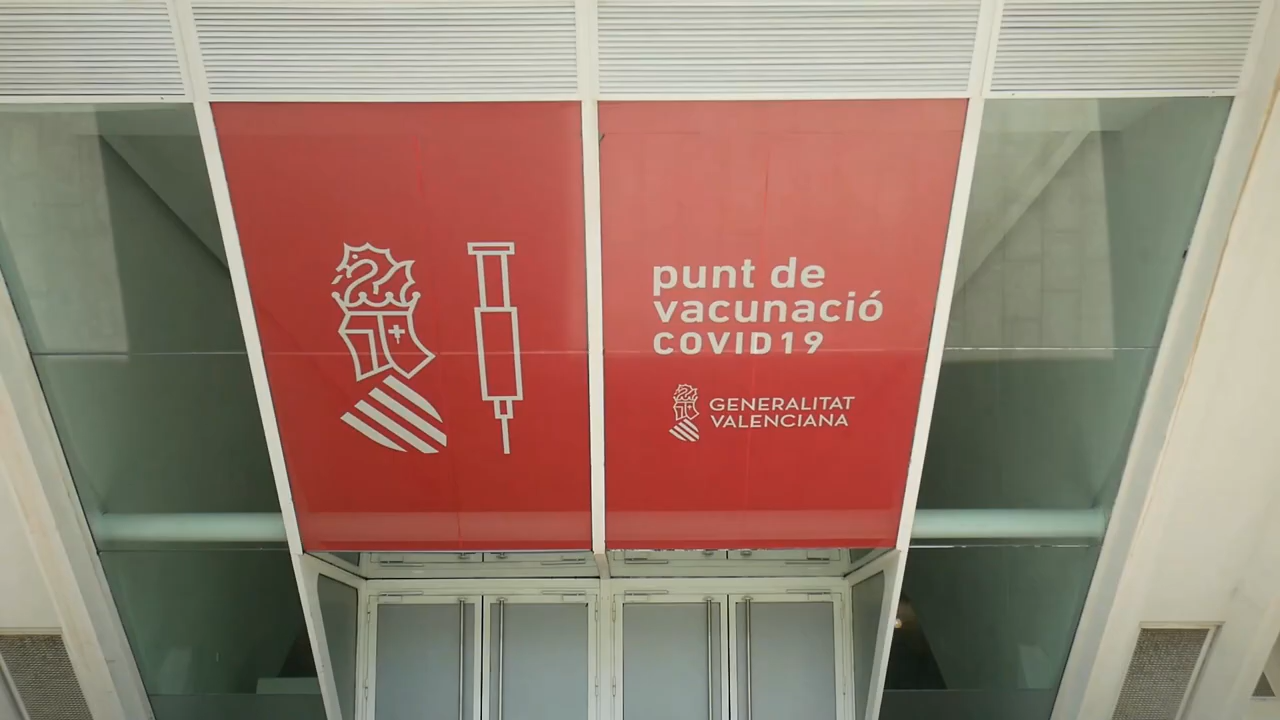 punt de
vacunació
COVID19
GENERALITAT
VALENCIANA